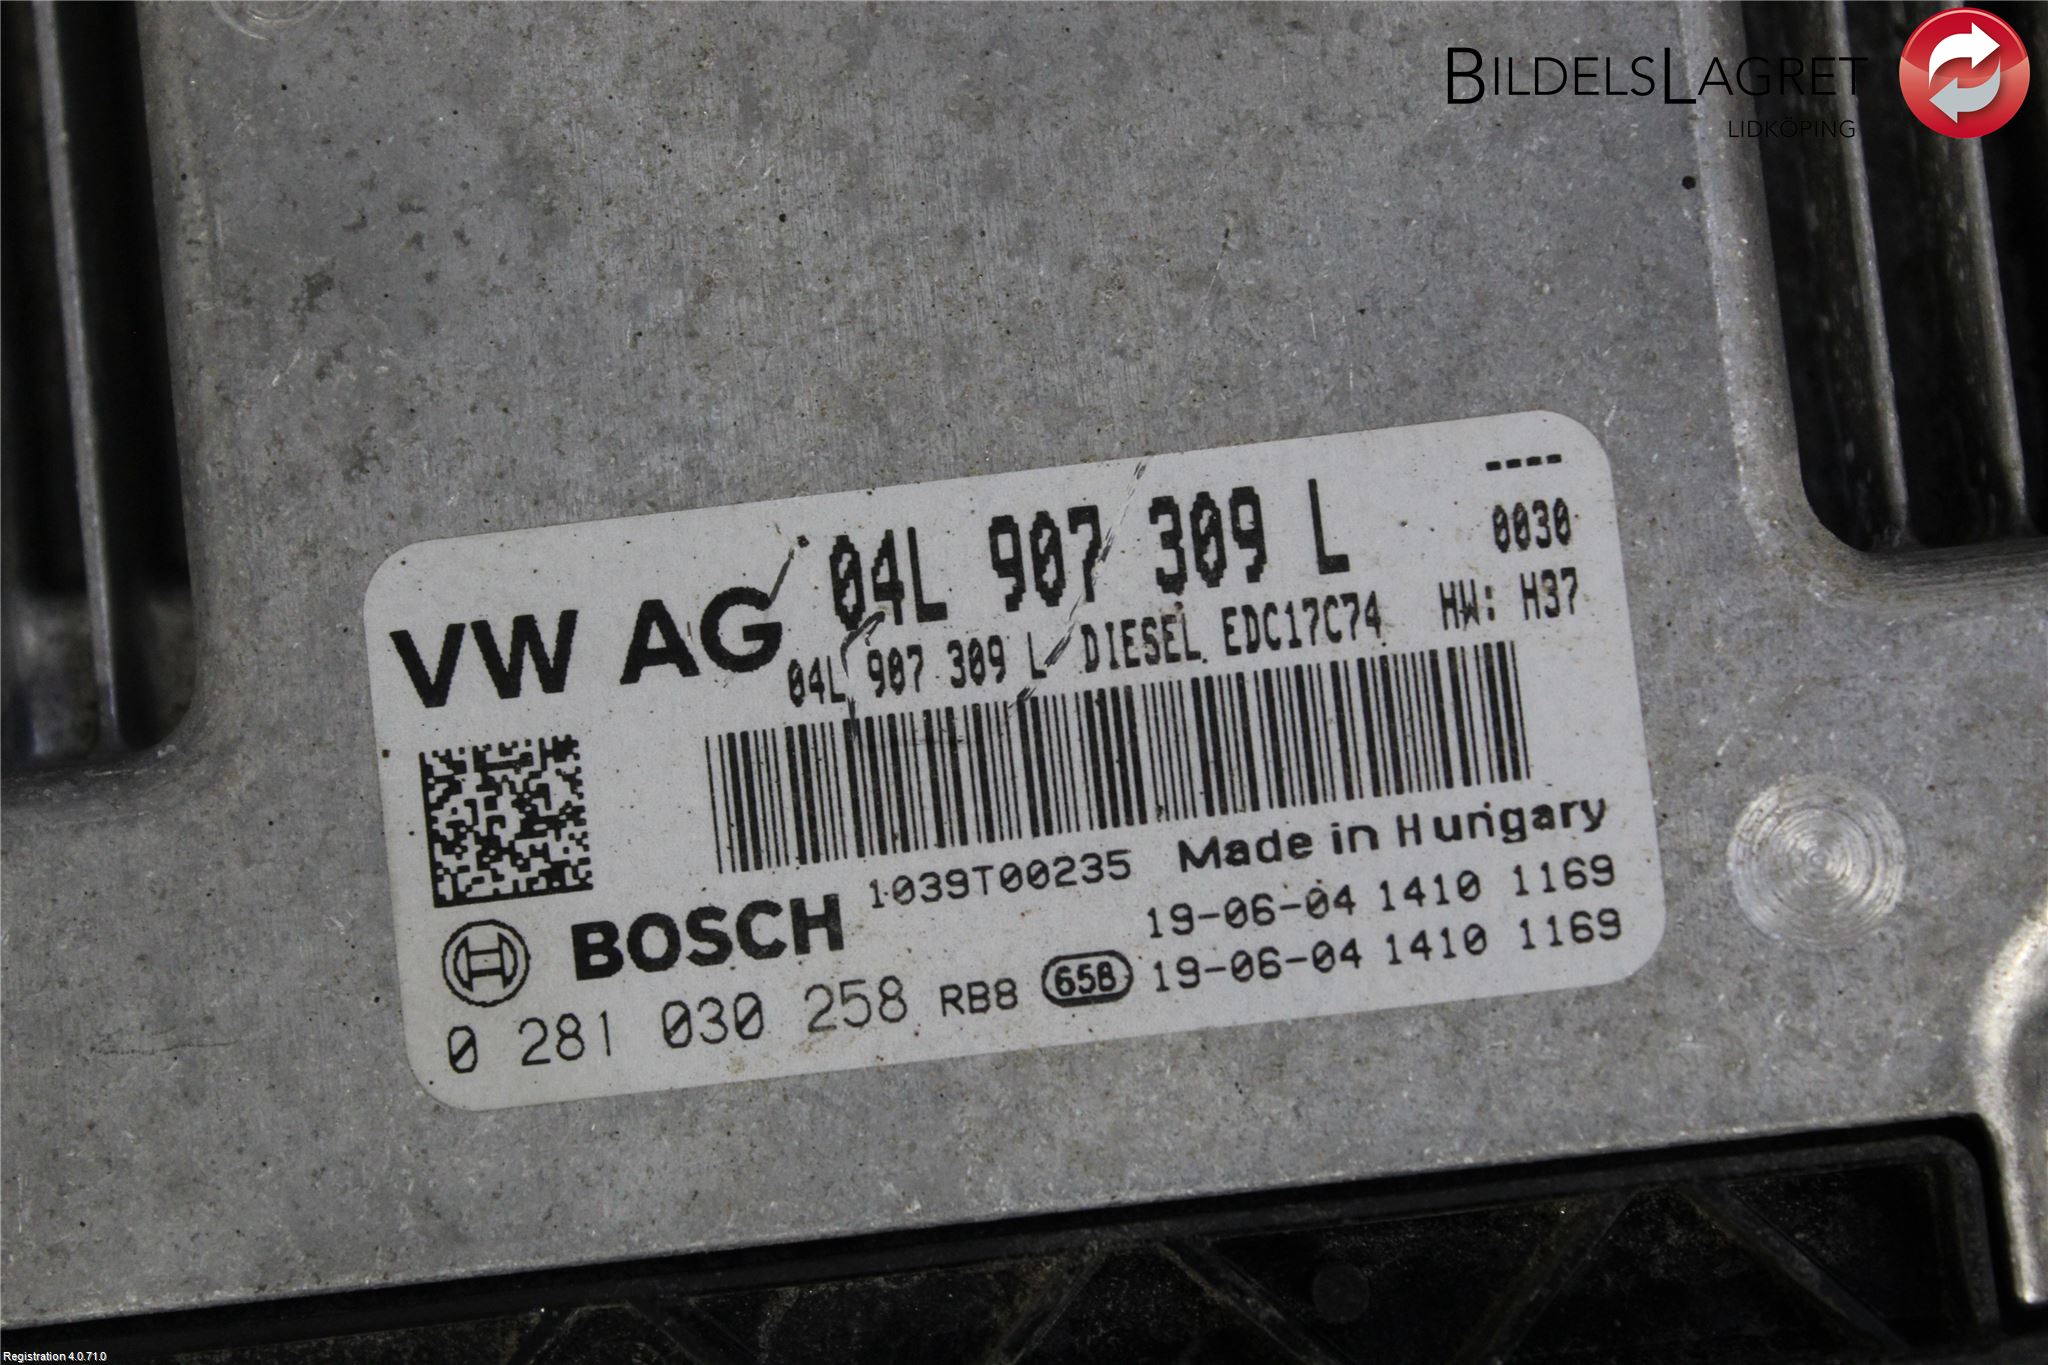 BILDELSLAGRET
LIDKÖPING
----
VW AG 04L 907 309 L 0030
04L 907 309 L DIESEL EDC17C74 HW: H37
1039T00235 Made in Hungary
BOSCH 19-06-04 1410 1169
0 281 030 258 RB8 658 19-06-04 1410 1169
Registration 4.0.71.0